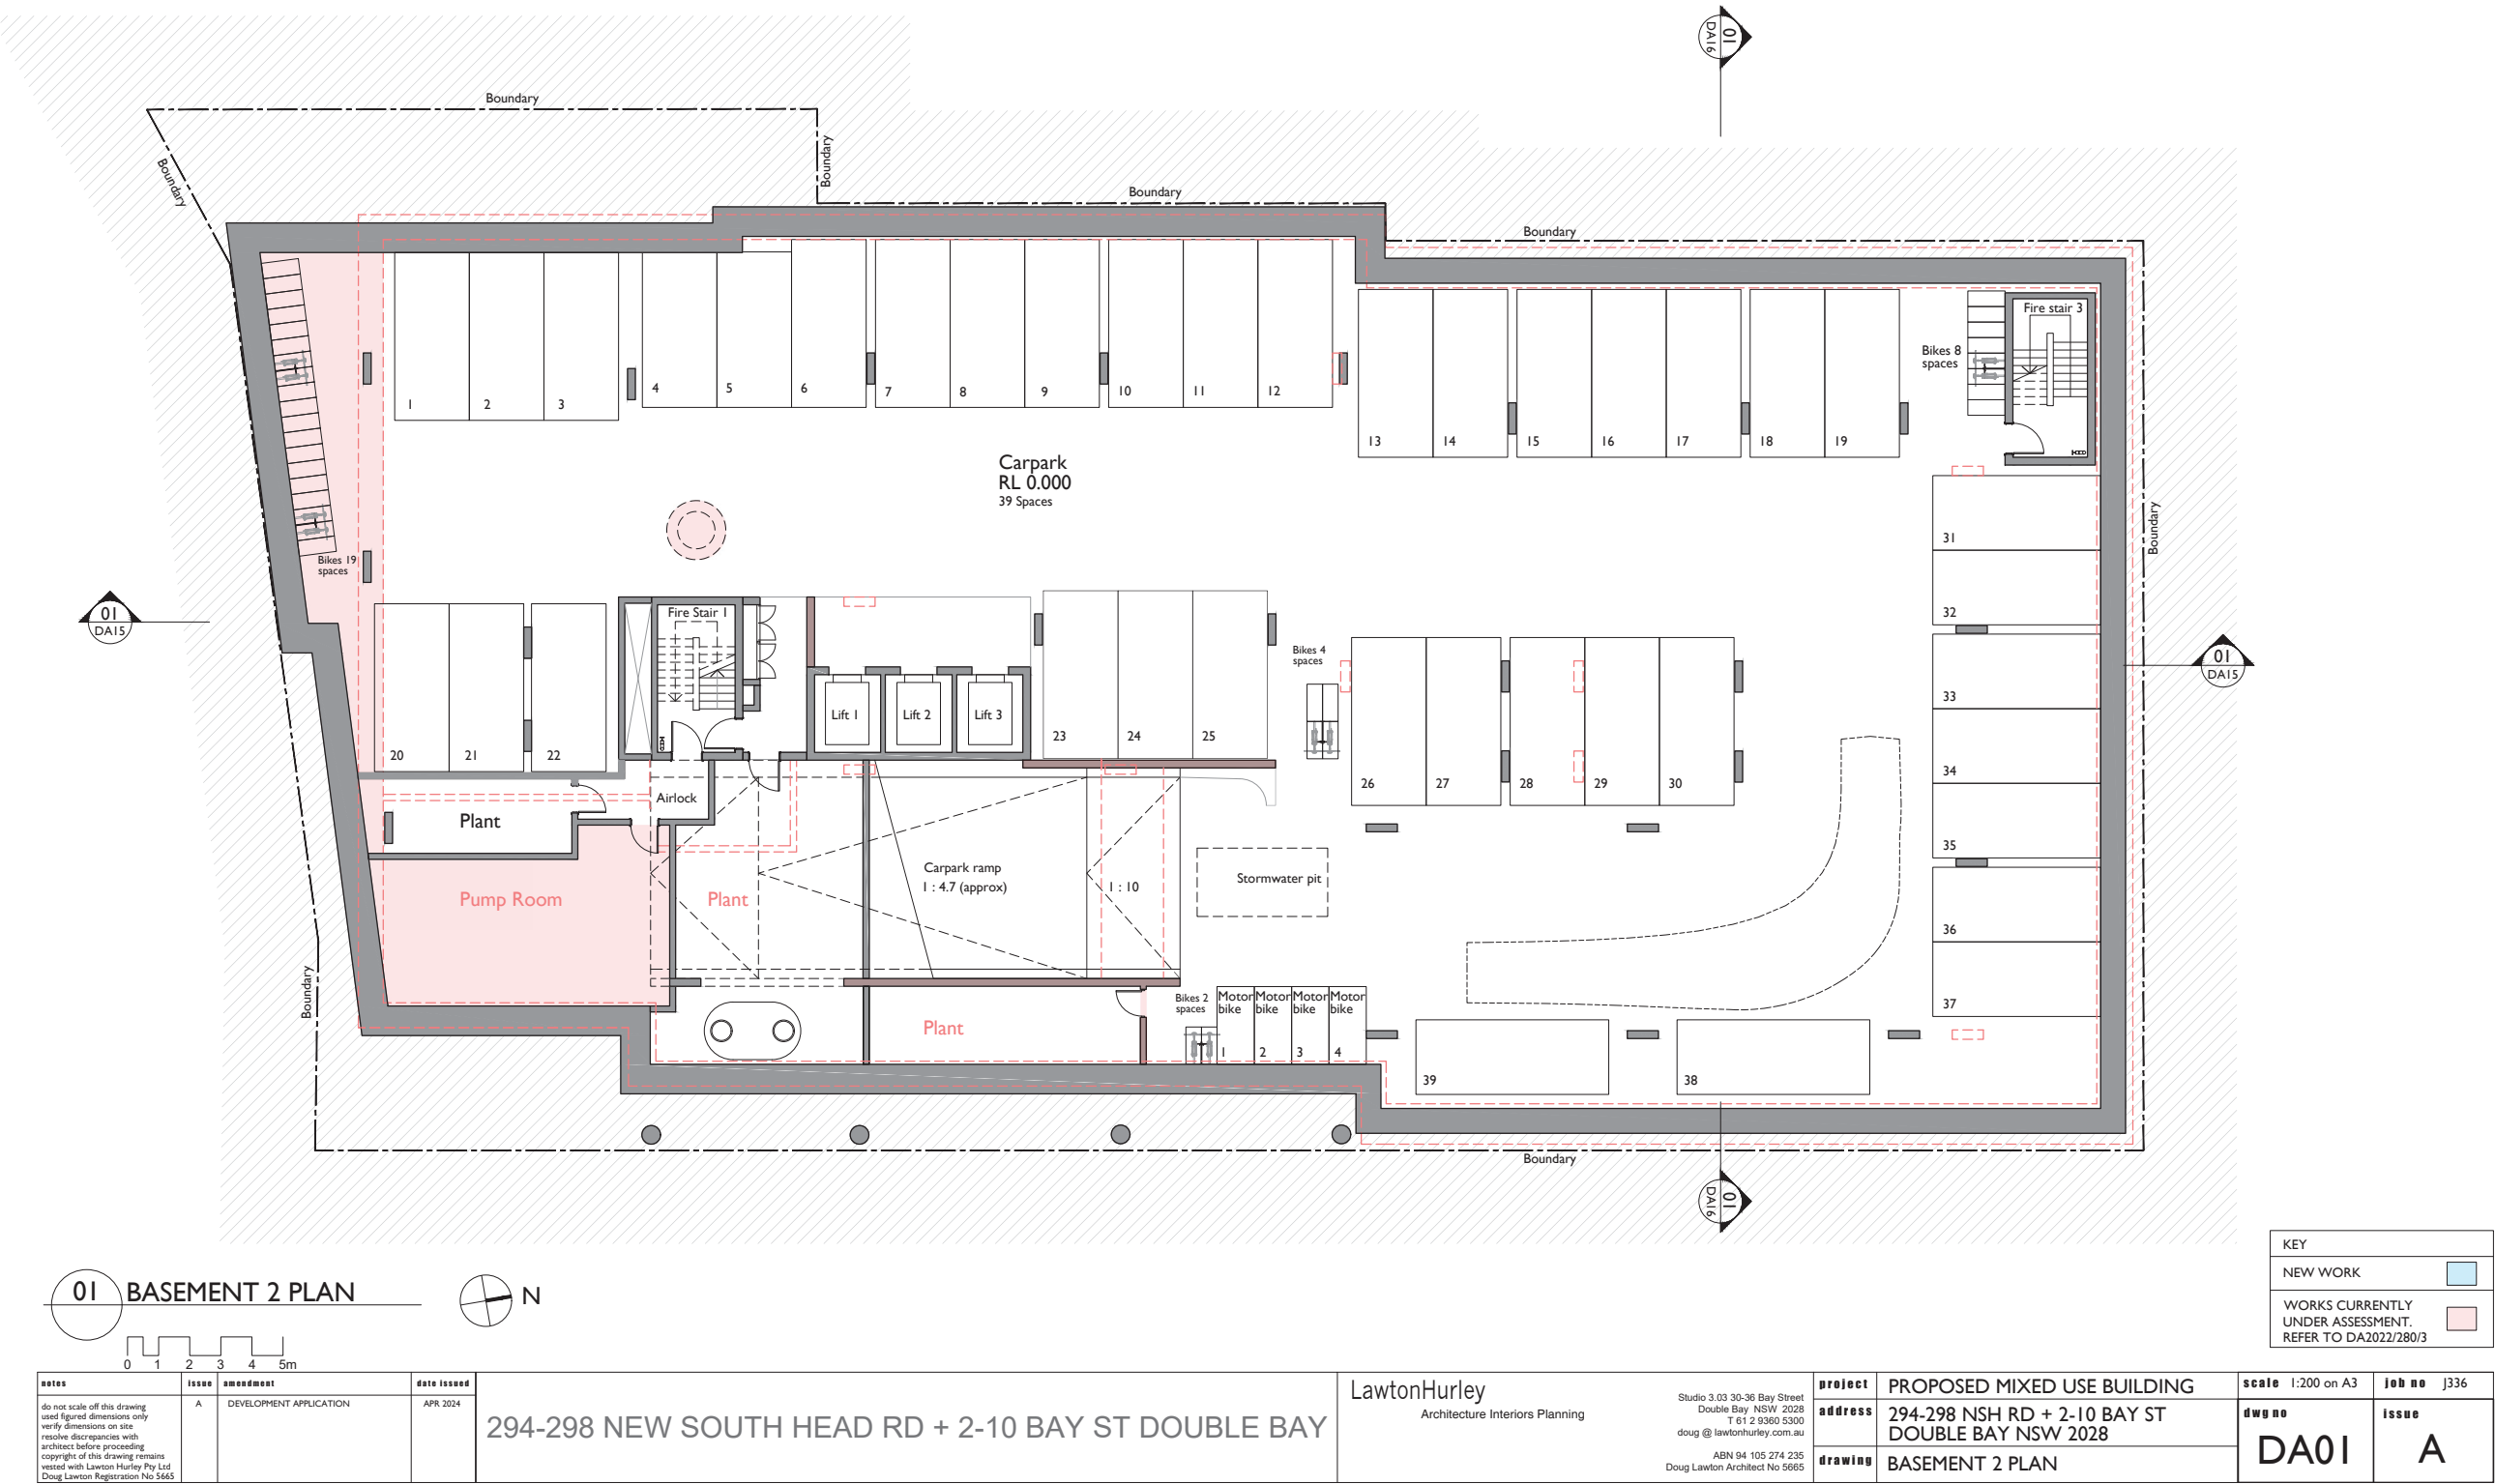 01
DA16
Boundary
Boundary
Boundary
Boundary
Boundary
Fire stair 3
Bikes 8
spaces
1
2
3
4
5
6
7
8
9
10
11
12
13
14
15
16
17
18
19
Carpark
RL 0.000
39 Spaces
Boundary
Bikes 19
spaces
01
DA15
Fire Stair 1
Lift 1
Lift 2
Lift 3
20
21
22
23
24
25
Bikes 4
spaces
26
27
28
29
30
31
32
33
34
35
36
37
01
DA15
Airlock
Plant
Pump Room
Plant
Carpark ramp
1 : 4.7 (approx)
1 : 10
Stormwater pit
Boundary
Plant
Bikes 2
spaces
Motor
bike
Motor
bike
Motor
bike
Motor
bike
1
2
3
4
39
38
Boundary
01
DA16
KEY
NEW WORK
WORKS CURRENTLY
UNDER ASSESSMENT.
REFER TO DA2022/280/3
01
BASEMENT 2 PLAN
N
0 1 2 3 4 5m
notes
do not scale off this drawing
used figured dimensions only
verify dimensions on site
resolve discrepancies with
architect before proceeding
copyright of this drawing remains
vested with Lawton Hurley Pty Ltd
Doug Lawton Registration No 5665
issue amendment date issued
A DEVELOPMENT APPLICATION APR 2024
294-298 NEW SOUTH HEAD RD + 2-10 BAY ST DOUBLE BAY
LawtonHurley
Architecture Interiors Planning
Studio 3.03 30-36 Bay Street
Double Bay NSW 2028
T 61 2 9360 5300
doug @ lawtonhurley.com.au
ABN 94 105 274 235
Doug Lawton Architect No 5665
project PROPOSED MIXED USE BUILDING
address 294-298 NSH RD + 2-10 BAY ST
DOUBLE BAY NSW 2028
drawing BASEMENT 2 PLAN
scale 1:200 on A3
job no J336
dwg no
DA01
issue
A